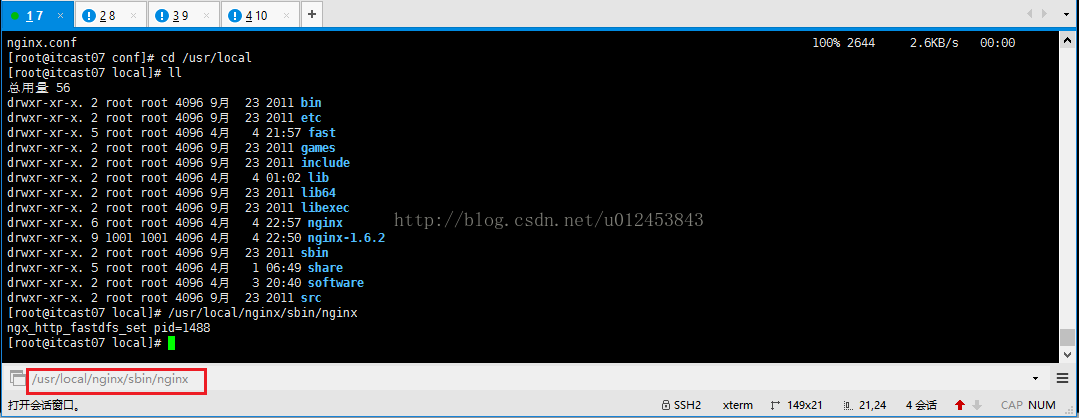 1 7 × 2 8 × 3 9 × 4 10 × +
nginx.conf 100% 2644 2.6KB/s 00:00
[root@itcast07 conf]# cd /usr/local
[root@itcast07 local]# ll
总用量 56
drwxr-xr-x. 2 root root 4096 9月 23 2011 bin
drwxr-xr-x. 2 root root 4096 9月 23 2011 etc
drwxr-xr-x. 5 root root 4096 4月 4 21:57 fast
drwxr-xr-x. 2 root root 4096 9月 23 2011 games
drwxr-xr-x. 2 root root 4096 9月 23 2011 include
drwxr-xr-x. 2 root root 4096 4月 4 01:02 lib
drwxr-xr-x. 2 root root 4096 9月 23 2011 lib64
drwxr-xr-x. 2 root root 4096 9月 23 2011 libexec
drwxr-xr-x. 6 root root 4096 4月 4 22:57 nginx
drwxr-xr-x. 9 1001 1001 4096 4月 4 22:50 nginx-1.6.2
drwxr-xr-x. 2 root root 4096 9月 23 2011 sbin
drwxr-xr-x. 5 root root 4096 4月 1 06:49 share
drwxr-xr-x. 2 root root 4096 4月 3 20:40 software
drwxr-xr-x. 2 root root 4096 9月 23 2011 src
http://blog.csdn.net/u012453843
[root@itcast07 local]# /usr/local/nginx/sbin/nginx
ngx_http_fastdfs_set pid=1488
[root@itcast07 local]#
/usr/local/nginx/sbin/nginx
打开会话窗口。 SSH2 xterm 149x21 21,24 4 会话 CAP NUM